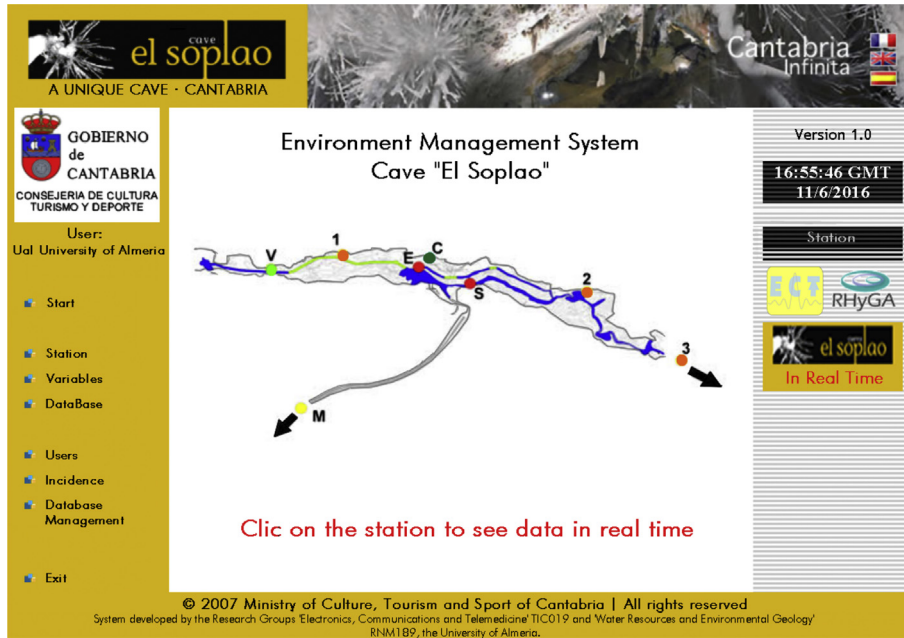 cave
el soplao
A UNIQUE CAVE · CANTABRIA
Cantabria
Infinita
GOBIERNO
de
CANTABRIA
CONSEJERIA DE CULTURA
TURISMO Y DEPORTE
User:
Ual University of Almeria
Start
Station
Variables
DataBase
Users
Incidence
Database
Management
Exit
Environment Management System
Cave "El Soplao"
V
1
E
C
S
2
3
M
Clic on the station to see data in real time
Version 1.0
16:55:46 GMT
11/6/2016
Station
ECT
RHyGA
el soplao
In Real Time
© 2007 Ministry of Culture, Tourism and Sport of Cantabria | All rights reserved
System developed by the Research Groups 'Electronics, Communications and Telemedicine' TIC019 and 'Water Resources and Environmental Geology'
RNM189, the University of Almeria.